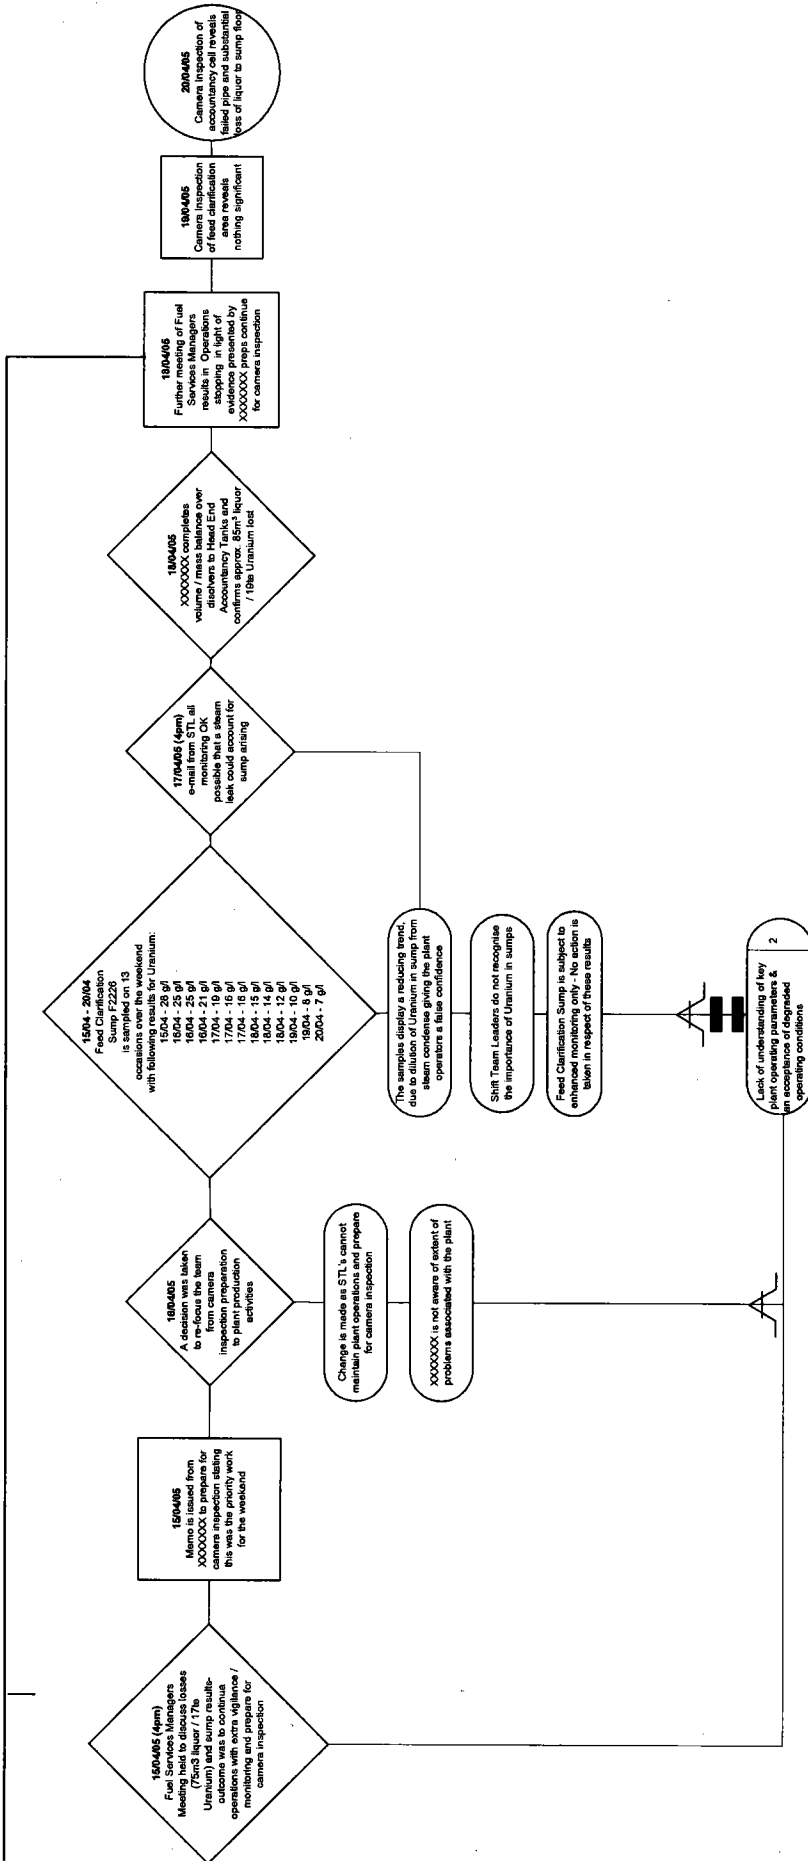 15/04/05 (4pm)
Fuel Services Managers
Meeting held to discuss losses
(75m3 liquor / 17te
Uranium) and sump results-
outcome was to continue
operations with extra vigilance /
monitoring and prepare for
camera inspection
15/04/05
Memo is issued from
XXXXXXX to prepare for
camera inspection stating
this was the priority work
for the weekend
16/04/05
A decision was taken
to re-focus the team
from camera
inspection preparation
to plant production
activities
Change is made as STL's cannot
maintain plant operations and prepare
for camera inspection
XXXXXXX is not aware of extent of
problems associated with the plant
15/04 - 20/04
Feed Clarification
Sump F2226
is sampled on 13
occasions over the weekend
with following results for Uranium:
15/04 - 28 g/l
16/04 - 25 g/l
16/04 - 25 g/l
16/04 - 21 g/l
17/04 - 19 g/l
17/04 - 16 g/l
17/04 - 16 g/l
18/04 - 15 g/l
18/04 - 14 g/l
18/04 - 12 g/l
19/04 - 10 g/l
19/04 - 8 g/l
20/04 - 7 g/l
The samples display a reducing trend,
due to dilution of Uranium in sump from
steam condense giving the plant
operators a false confidence
Shift Team Leaders do not recognise
the importance of Uranium in sumps
Feed Clarification Sump is subject to
enhanced monitoring only - No action is
taken in respect of these results
Lack of understanding of key
plant operating parameters &
an acceptance of degraded
operating conditions
2
17/04/05 (4pm)
e-mail from STL all
monitoring OK
possible that a steam
leak could account for
sump arising
18/04/05
XXXXXXX completes
volume / mass balance over
disolvers to Head End
Accountancy Tanks and
confirms approx. 85m³ liquor
/ 19te Uranium lost
18/04/05
Further meeting of Fuel
Services Managers
results in Operations
stopping in light of
evidence presented by
XXXXXXX preps continue
for camera inspection
19/04/05
Camera Inspection
of feed clarification
area reveals
nothing significant
20/04/05
Camera Inspection of
accountancy cell reveals
failed pipe and substantial
loss of liquor to sump floor